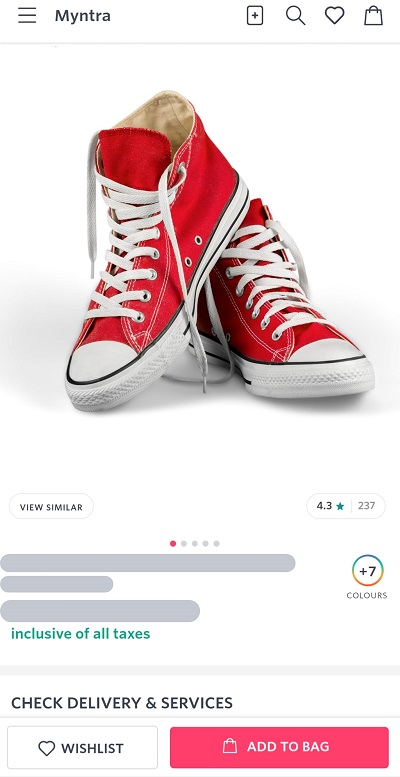 Myntra
VIEW SIMILAR
4.3 ★ | 237
+7
COLOURS
inclusive of all taxes
CHECK DELIVERY & SERVICES
WISHLIST
ADD TO BAG